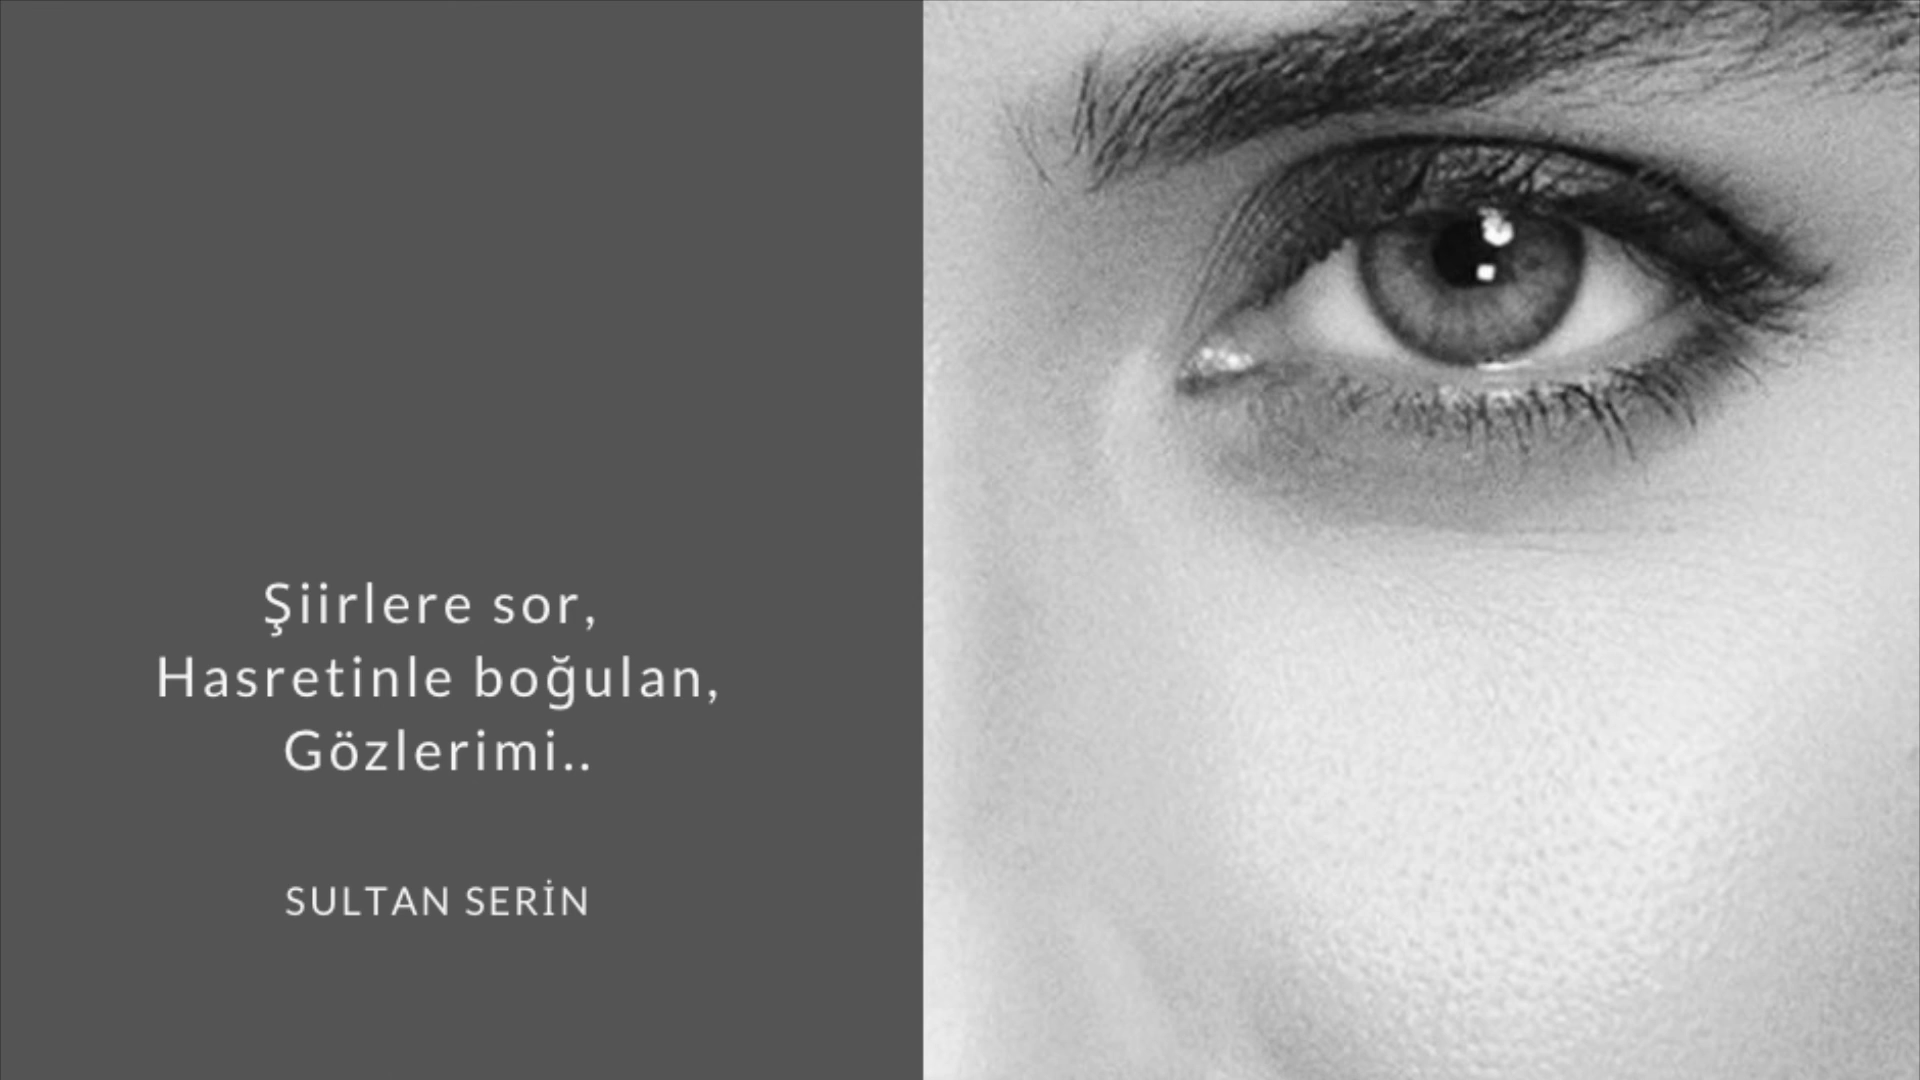 Şiirlere sor,
Hasretinle boğulan,
Gözlerimi..
SULTAN SERİN